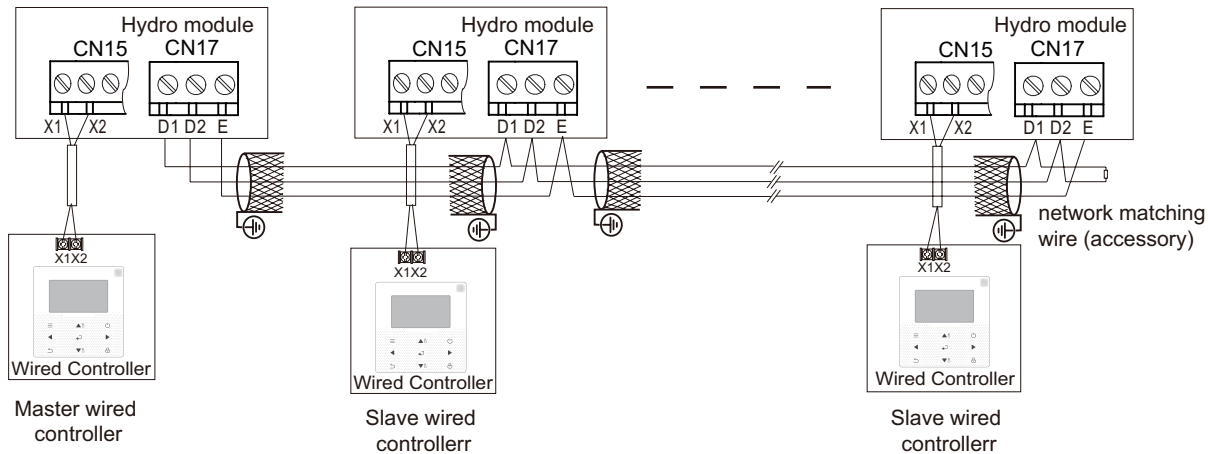 Hydro module
CN15 CN17
X1 X2 D1 D2 E
X1X2
Wired Controller
Master wired
controller
Hydro module
CN15 CN17
X1 X2 D1 D2 E
X1X2
Wired Controller
Slave wired
controllerr
Hydro module
CN15 CN17
X1 X2 D1 D2 E
network matching
wire (accessory)
X1X2
Wired Controller
Slave wired
controllerr